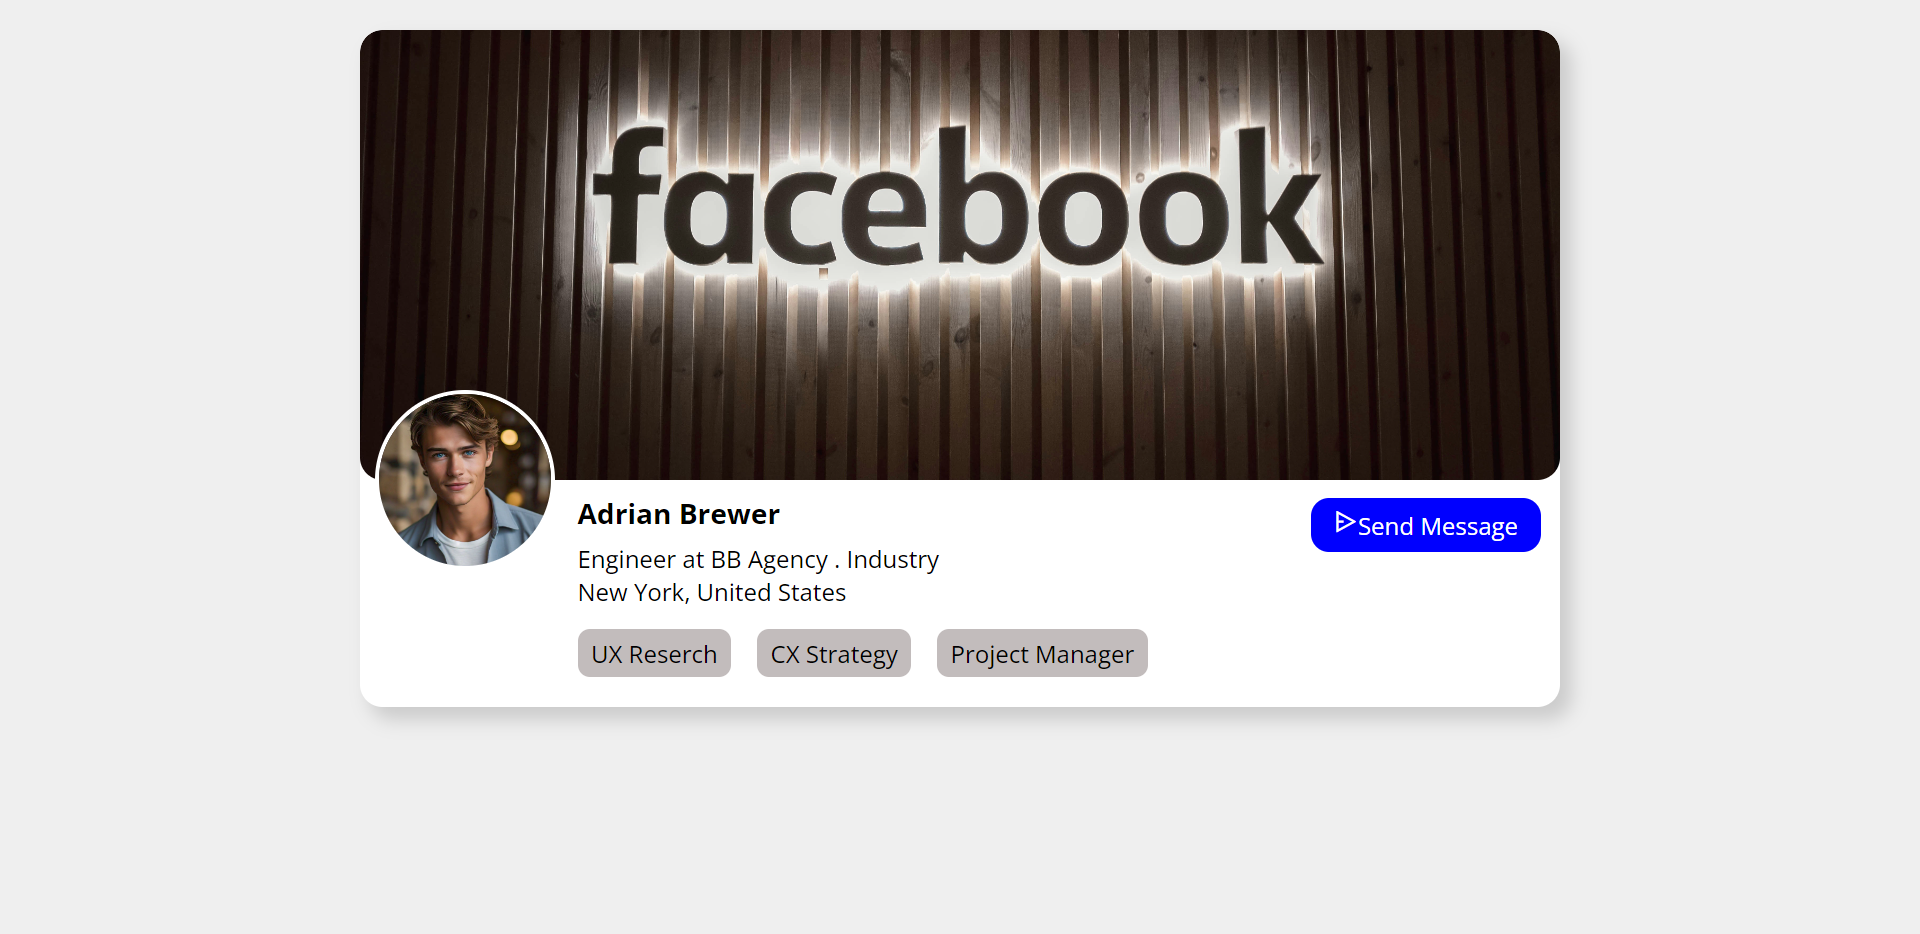 facebook
Adrian Brewer
Send Message
Engineer at BB Agency . Industry
New York, United States
UX Reserch
CX Strategy
Project Manager